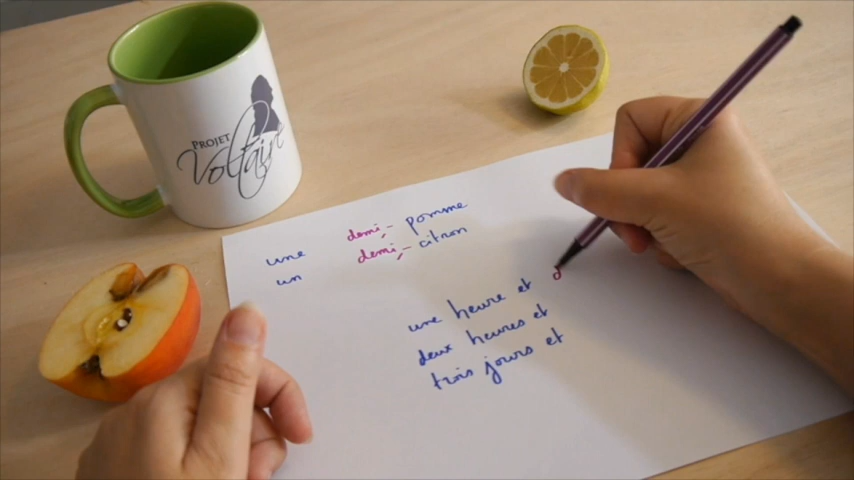 PROJET
Voltaire
une demi-pomme
un demi-citron
une heure et d
deux heures et
trois jours et